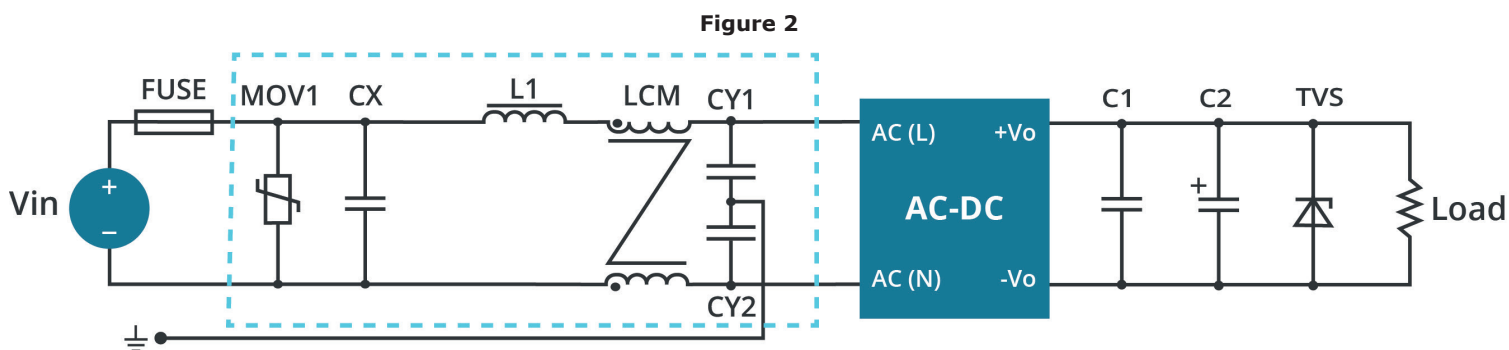 Figure 2
FUSE MOV1 CX L1 LCM CY1 C1 C2 TVS
AC (L) +Vo
Vin + − AC-DC + Load
AC (N) -Vo
CY2